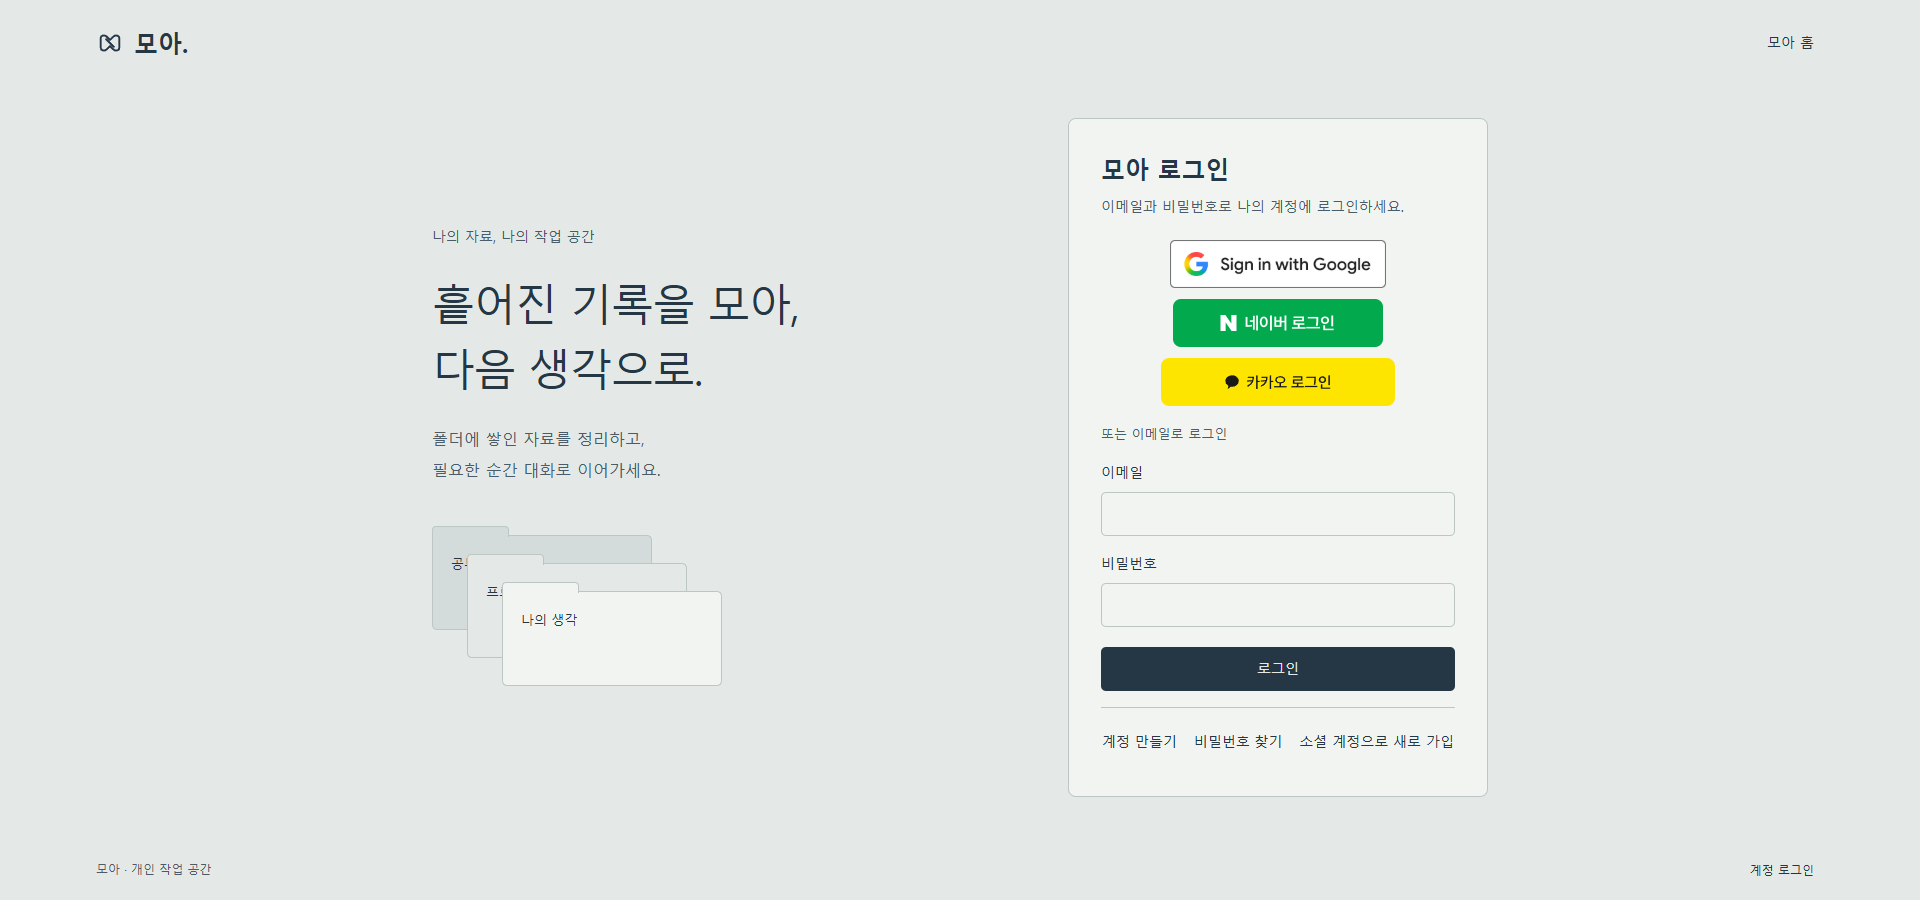 모아.
모아 홈
나의 자료, 나의 작업 공간
흩어진 기록을 모아,
다음 생각으로.
폴더에 쌓인 자료를 정리하고,
필요한 순간 대화로 이어가세요.
나의 생각
모아 로그인
이메일과 비밀번호로 나의 계정에 로그인하세요.
Sign in with Google
네이버 로그인
카카오 로그인
또는 이메일로 로그인
이메일
비밀번호
로그인
계정 만들기 비밀번호 찾기 소셜 계정으로 새로 가입
모아 · 개인 작업 공간
계정 로그인